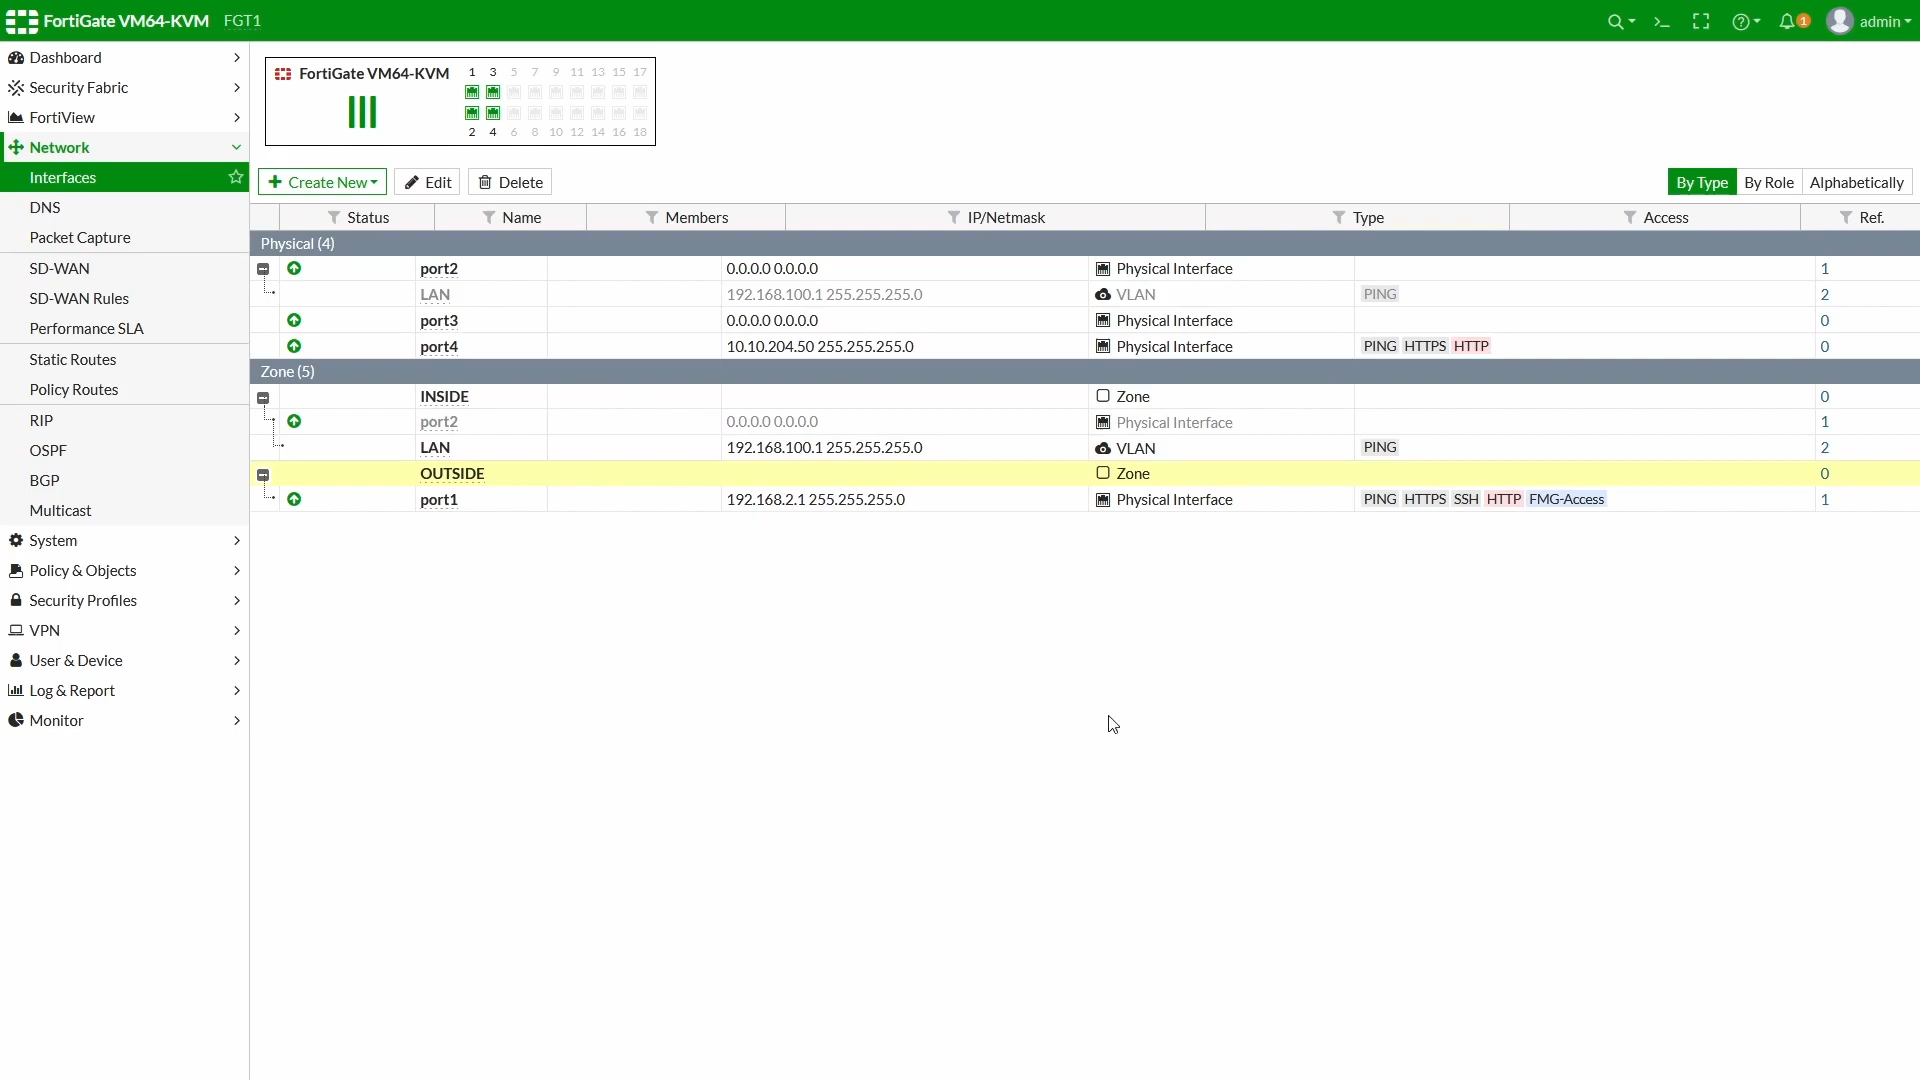 FortiGate VM64-KVM FGT1
1 admin
Dashboard
Security Fabric
FortiView
Network
Interfaces
DNS
Packet Capture
SD-WAN
SD-WAN Rules
Performance SLA
Static Routes
Policy Routes
RIP
OSPF
BGP
Multicast
System
Policy & Objects
Security Profiles
VPN
User & Device
Log & Report
Monitor
FortiGate VM64-KVM
1 3 5 7 9 11 13 15 17
2 4 6 8 10 12 14 16 18
Create New Edit Delete
By Type By Role Alphabetically
Status Name Members IP/Netmask Type Access Ref.
Physical (4)
port2 0.0.0.0 0.0.0.0 Physical Interface 1
LAN 192.168.100.1 255.255.255.0 VLAN PING 2
port3 0.0.0.0 0.0.0.0 Physical Interface 0
port4 10.10.204.50 255.255.255.0 Physical Interface PING HTTPS HTTP 0
Zone (5)
INSIDE Zone 0
port2 0.0.0.0 0.0.0.0 Physical Interface 1
LAN 192.168.100.1 255.255.255.0 VLAN PING 2
OUTSIDE Zone 0
port1 192.168.2.1 255.255.255.0 Physical Interface PING HTTPS SSH HTTP FMG-Access 1